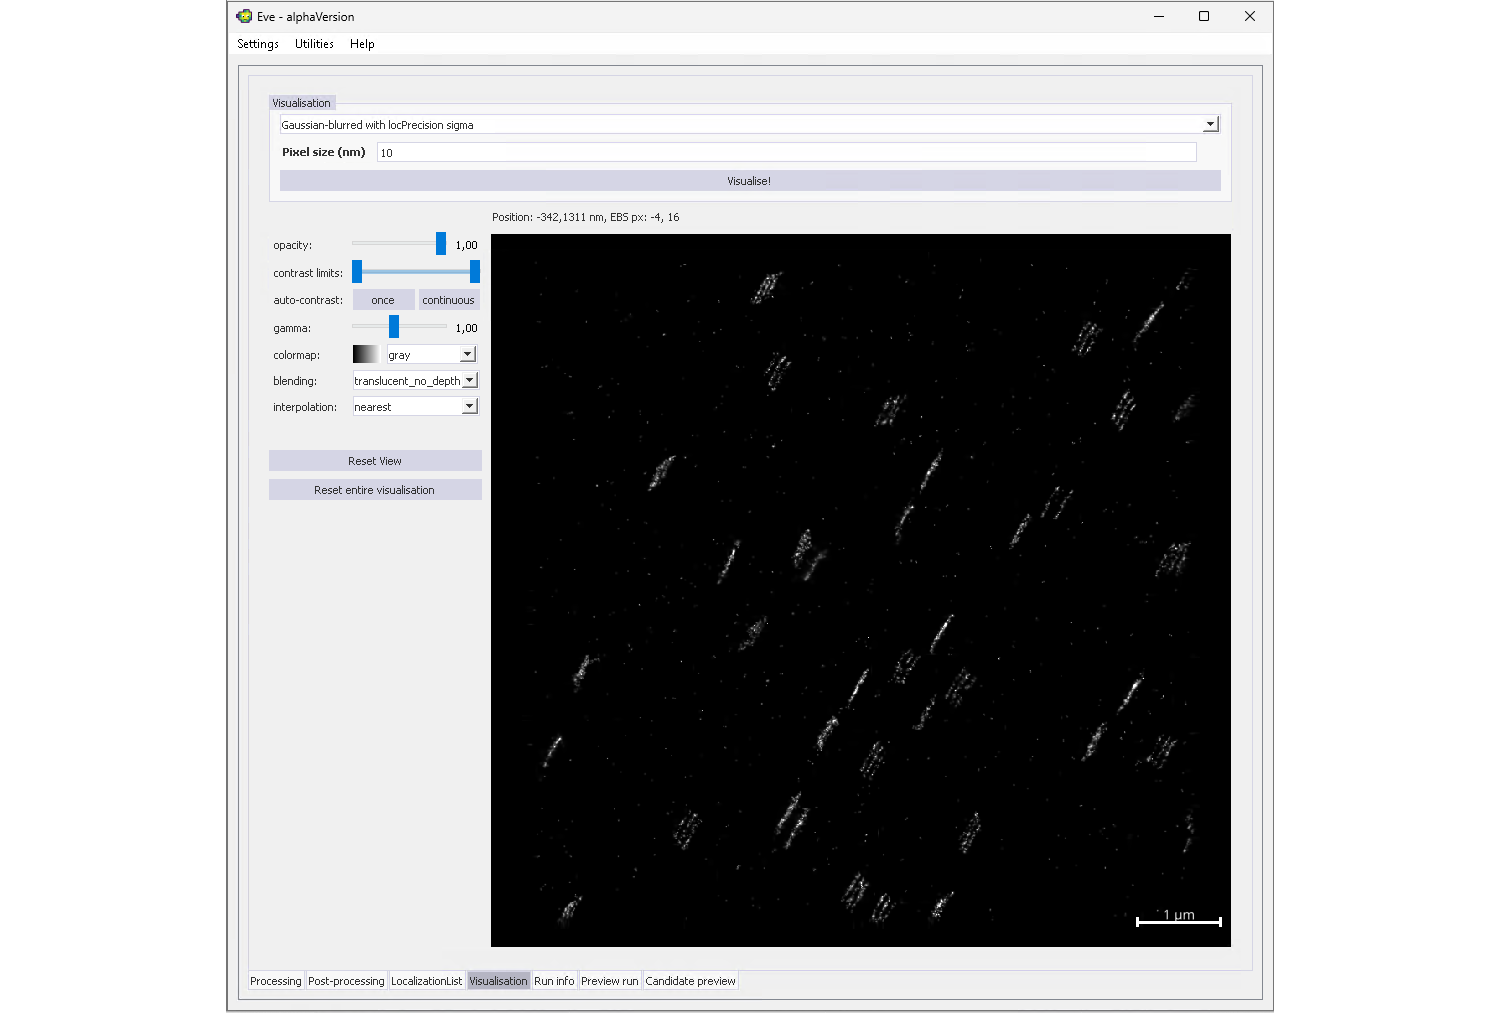 Eve - alphaVersion
Settings Utilities Help
Visualisation
Gaussian-blurred with locPrecision sigma
Pixel size (nm) 10
Visualise!
Position: -342,1311 nm, EBS px: -4, 16
opacity: 1,00
contrast limits:
auto-contrast: once continuous
gamma: 1,00
colormap: gray
blending: translucent_no_depth
interpolation: nearest
Reset View
Reset entire visualisation
1 µm
Processing Post-processing LocalizationList Visualisation Run info Preview run Candidate preview